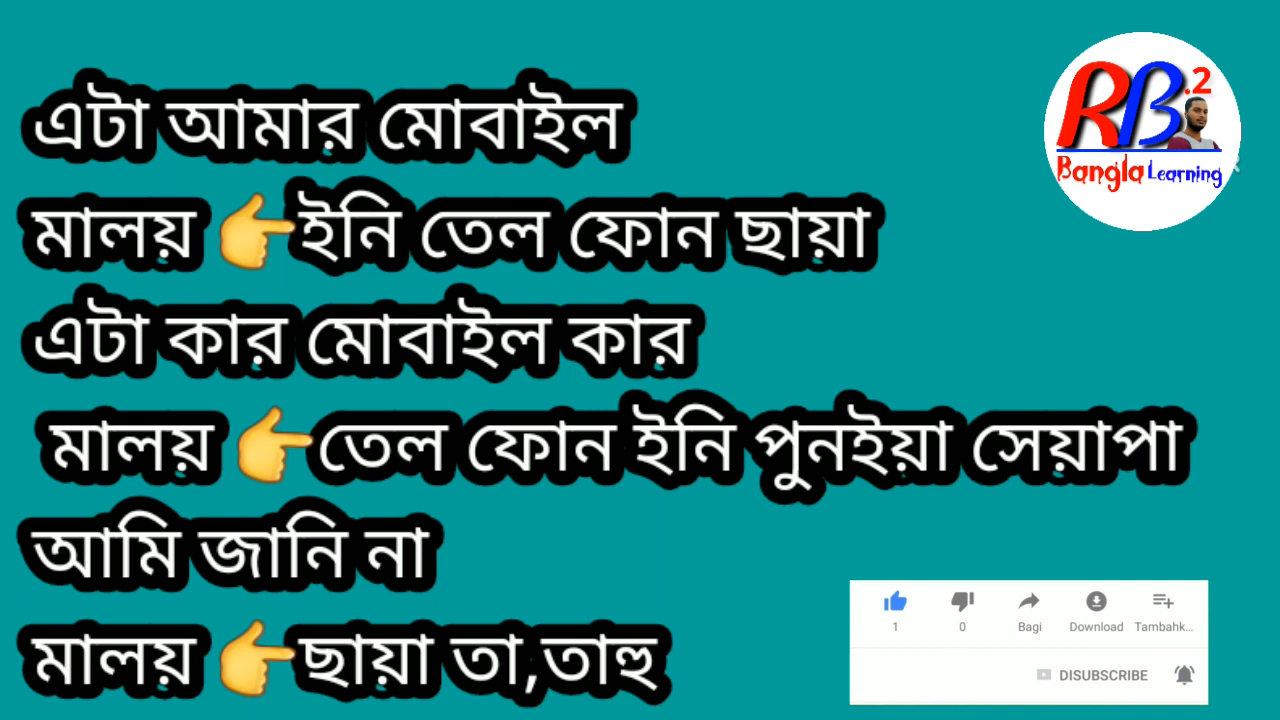 এটা আমার মোবাইল
মালয় 👉ইনি তেল ফোন ছায়া
এটা কার মোবাইল কার
মালয় 👉তেল ফোন ইনি পুনইয়া সেয়াপা
আমি জানি না
মালয় 👉ছায়া তা,তাহু
RB.2
Bangla Learning
1 0 Bagi Download Tambahk...
DISUBSCRIBE